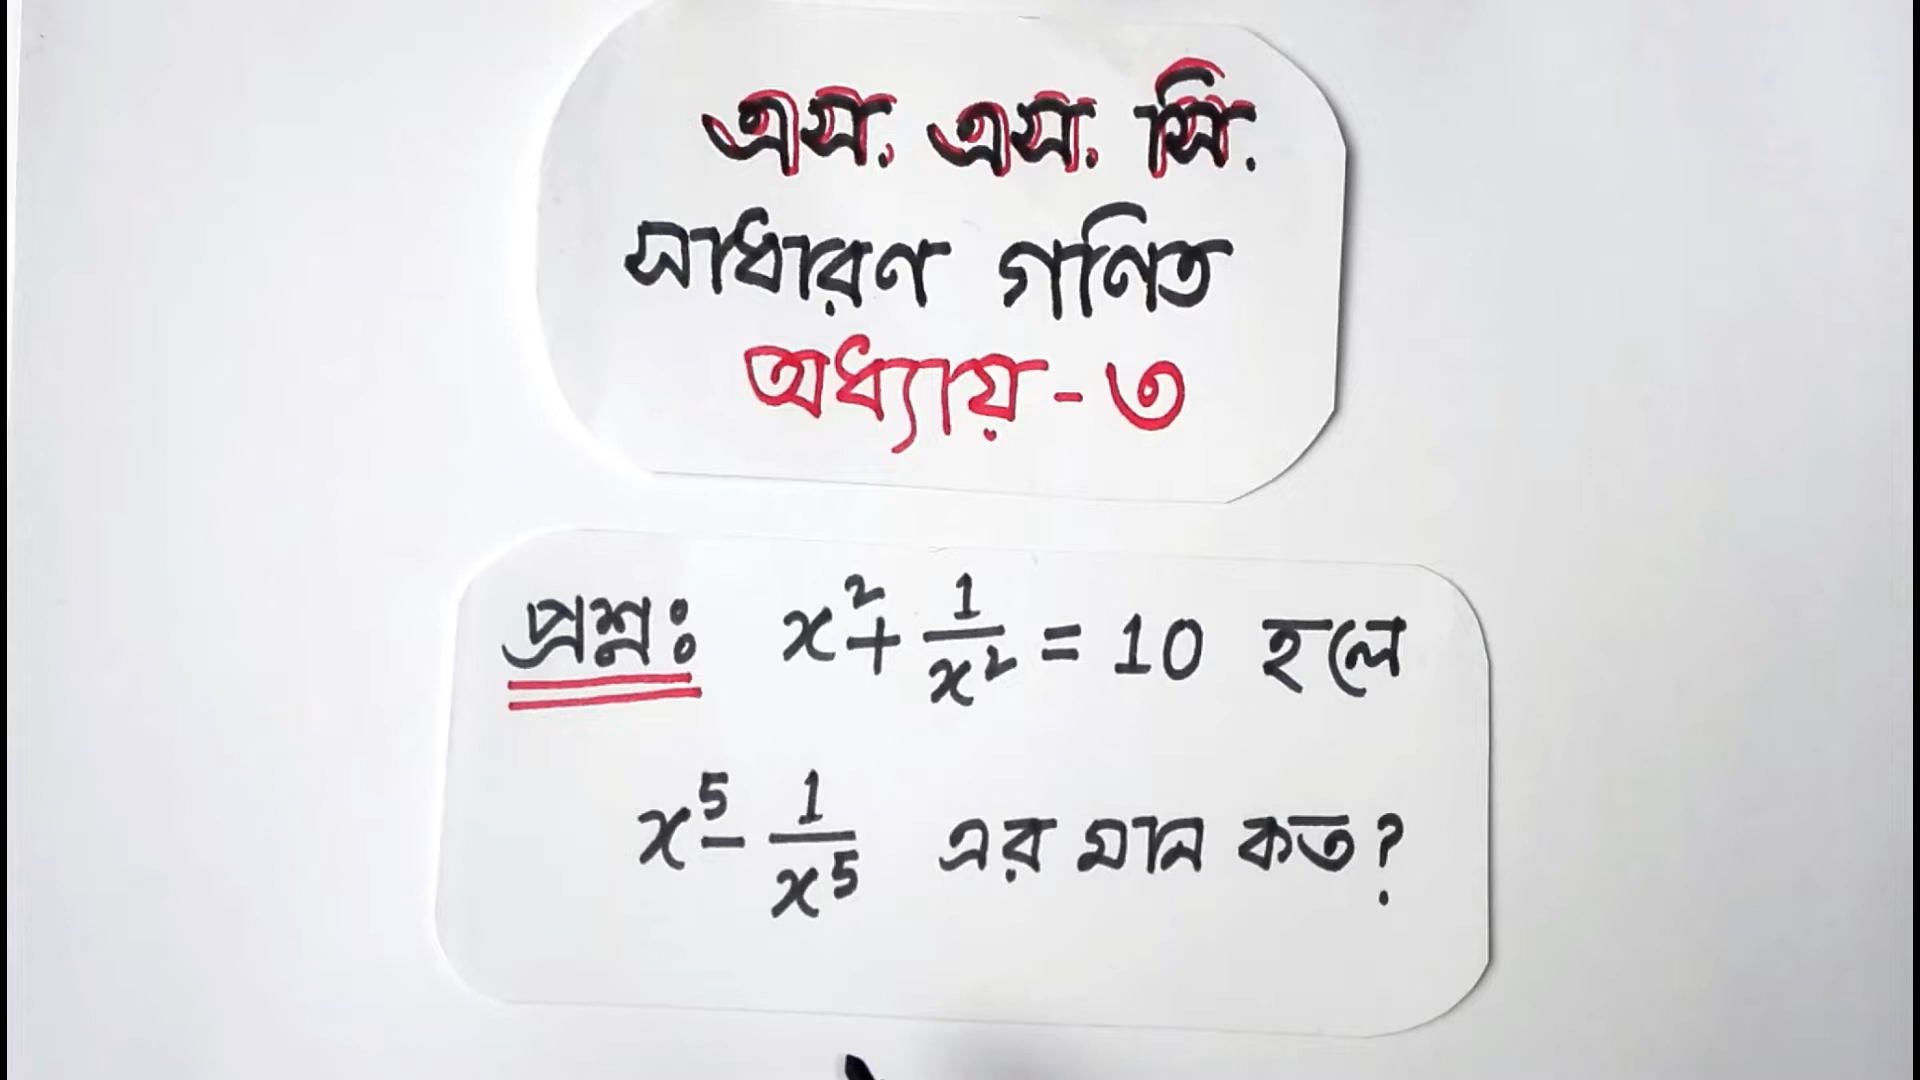 এস. এস. সি.
সাধারণ গণিত
অধ্যায় - ৩
প্রশ্নঃ x² + 1/x² = 10 হলে
x⁵ - 1/x⁵ এর মান কত?